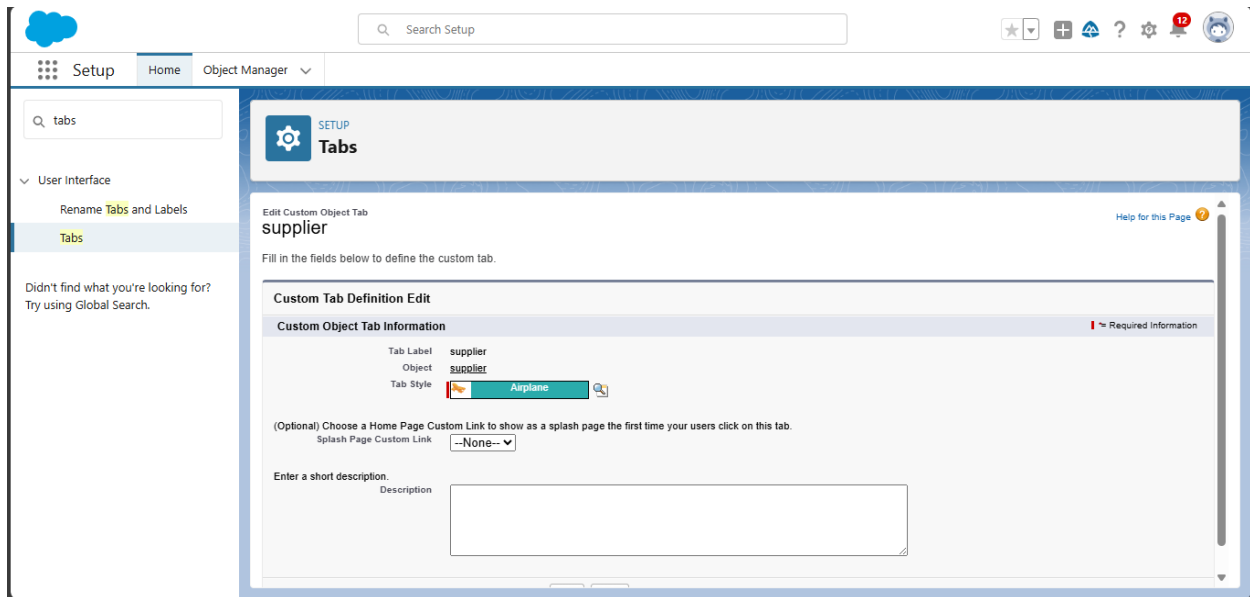 Search Setup
12
Setup
Home
Object Manager
tabs
User Interface
Rename Tabs and Labels
Tabs
Didn't find what you're looking for?
Try using Global Search.
SETUP
Tabs
Edit Custom Object Tab
supplier
Help for this Page
Fill in the fields below to define the custom tab.
Custom Tab Definition Edit
Custom Object Tab Information
= Required Information
Tab Label supplier
Object supplier
Tab Style Airplane
(Optional) Choose a Home Page Custom Link to show as a splash page the first time your users click on this tab.
Splash Page Custom Link --None--
Enter a short description.
Description